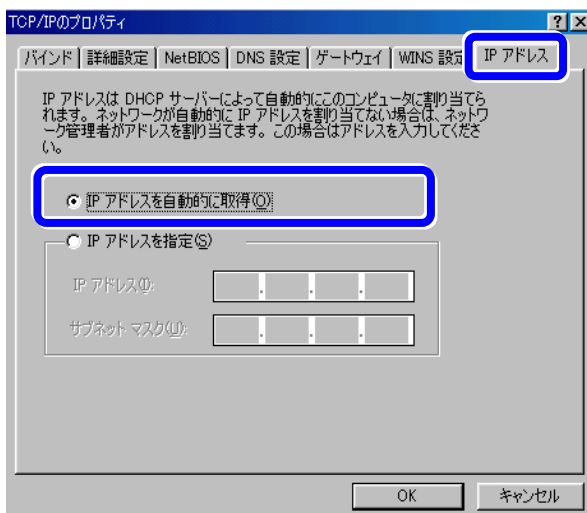 TCP/IPのプロパティ
バインド 詳細設定 NetBIOS DNS 設定 ゲートウェイ WINS 設定 IP アドレス
IP アドレスは DHCP サーバーによって自動的にこのコンピュータに割り当てら
れます。ネットワークが自動的に IP アドレスを割り当てない場合は、ネットワ
ーク管理者がアドレスを割り当てます。この場合はアドレスを入力してくださ
い。
IP アドレスを自動的に取得(O)
IP アドレスを指定(S)
IP アドレス(I):
サブネット マスク(U):
OK キャンセル